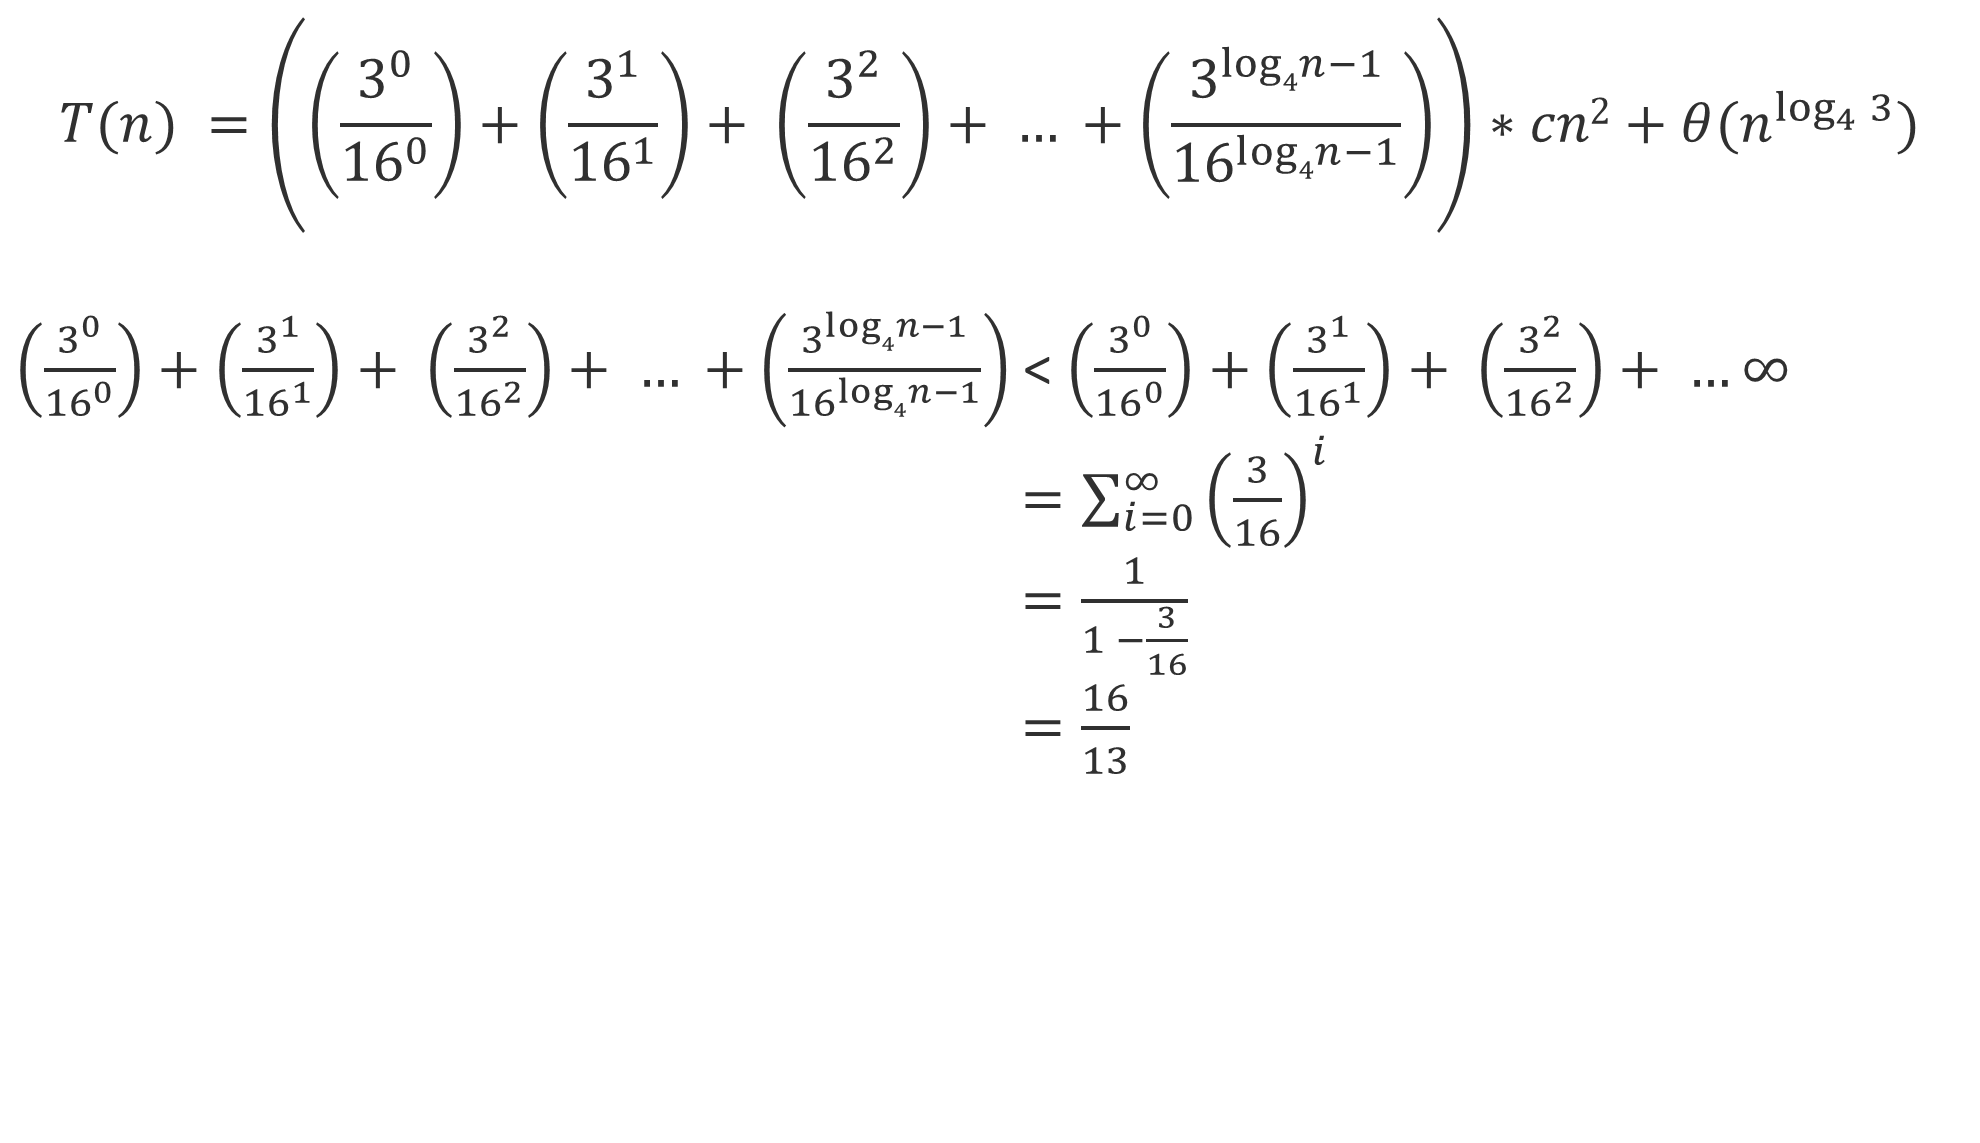 T(n) = ((3^0/16^0) + (3^1/16^1) + (3^2/16^2) + ... + (3^{log_4 n−1}/16^{log_4 n−1})) * cn^2 + θ(n^{log_4 3})
(3^0/16^0) + (3^1/16^1) + (3^2/16^2) + ... + (3^{log_4 n−1}/16^{log_4 n−1}) < (3^0/16^0) + (3^1/16^1) + (3^2/16^2) + ... ∞
= ∑_{i=0}^{∞} (3/16)^i
= 1/(1 − 3/16)
= 16/13